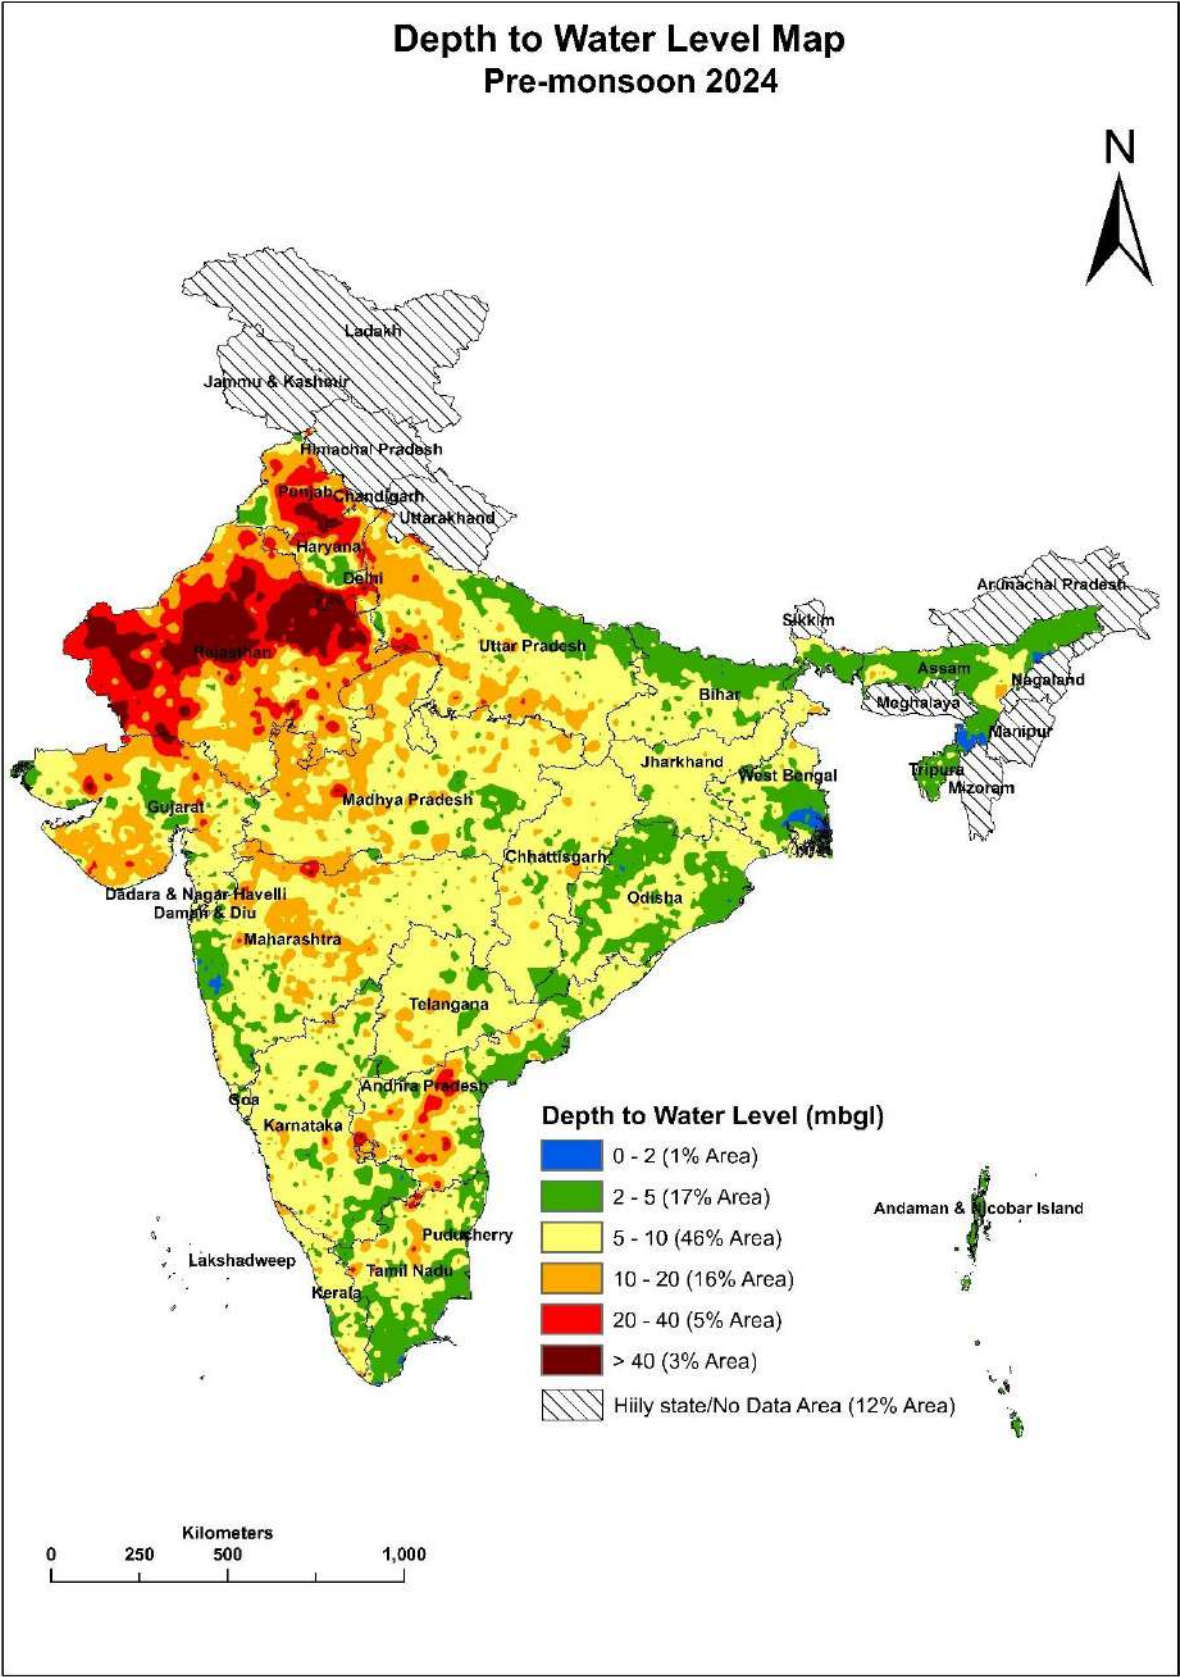 Depth to Water Level Map
Pre-monsoon 2024
N
Ladakh
Jammu & Kashmir
Himachal Pradesh
Punjab
Chandigarh
Uttarakhand
Haryana
Delhi
Arunachal Pradesh
Sikkim
Rajasthan
Uttar Pradesh
Assam
Nagaland
Bihar
Meghalaya
Manipur
Jharkhand
West Bengal
Tripura
Mizoram
Gujarat
Madhya Pradesh
Chhattisgarh
Dadara & Nagar Havelli
Daman & Diu
Odisha
Maharashtra
Telangana
Andhra Pradesh
Goa
Karnataka
Depth to Water Level (mbgl)
0 - 2 (1% Area)
2 - 5 (17% Area)
5 - 10 (46% Area)
10 - 20 (16% Area)
20 - 40 (5% Area)
> 40 (3% Area)
Hiily state/No Data Area (12% Area)
Andaman & Nicobar Island
Puducherry
Lakshadweep
Tamil Nadu
Kerala
Kilometers
0 250 500 1,000